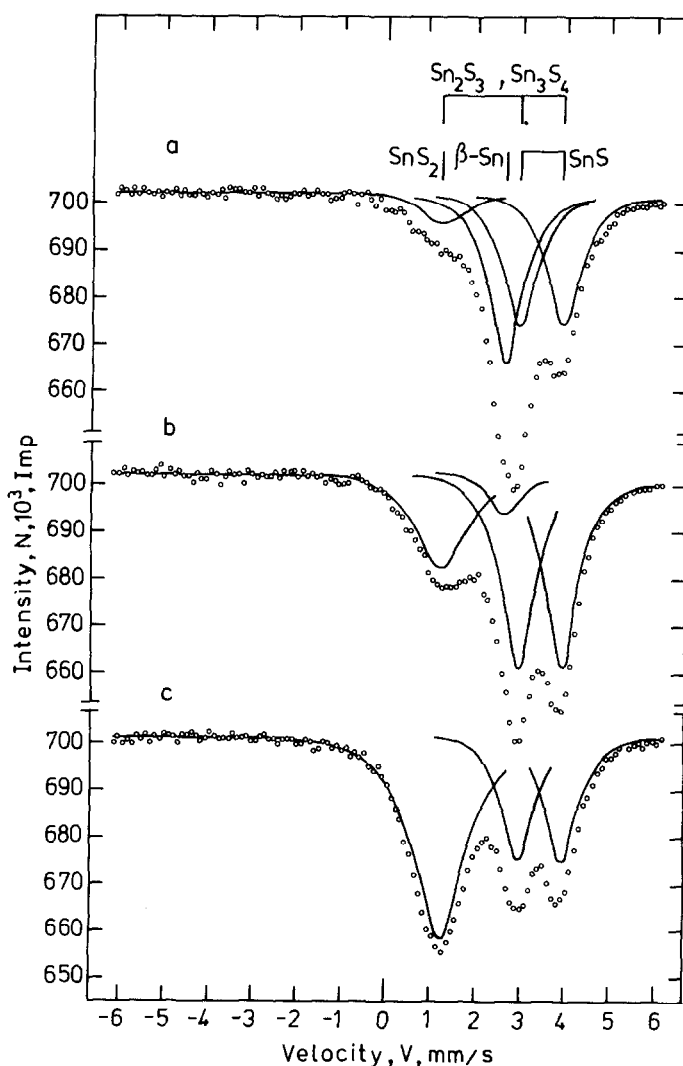 Sn₂S₃ , Sn₃S₄
a
SnS₂ β-Sn SnS
700
690
680
670
660
b
700
690
680
670
660
c
700
690
680
670
660
650
Intensity, N, 10³, Imp
-6 -5 -4 -3 -2 -1 0 1 2 3 4 5 6
Velocity, V, mm/s